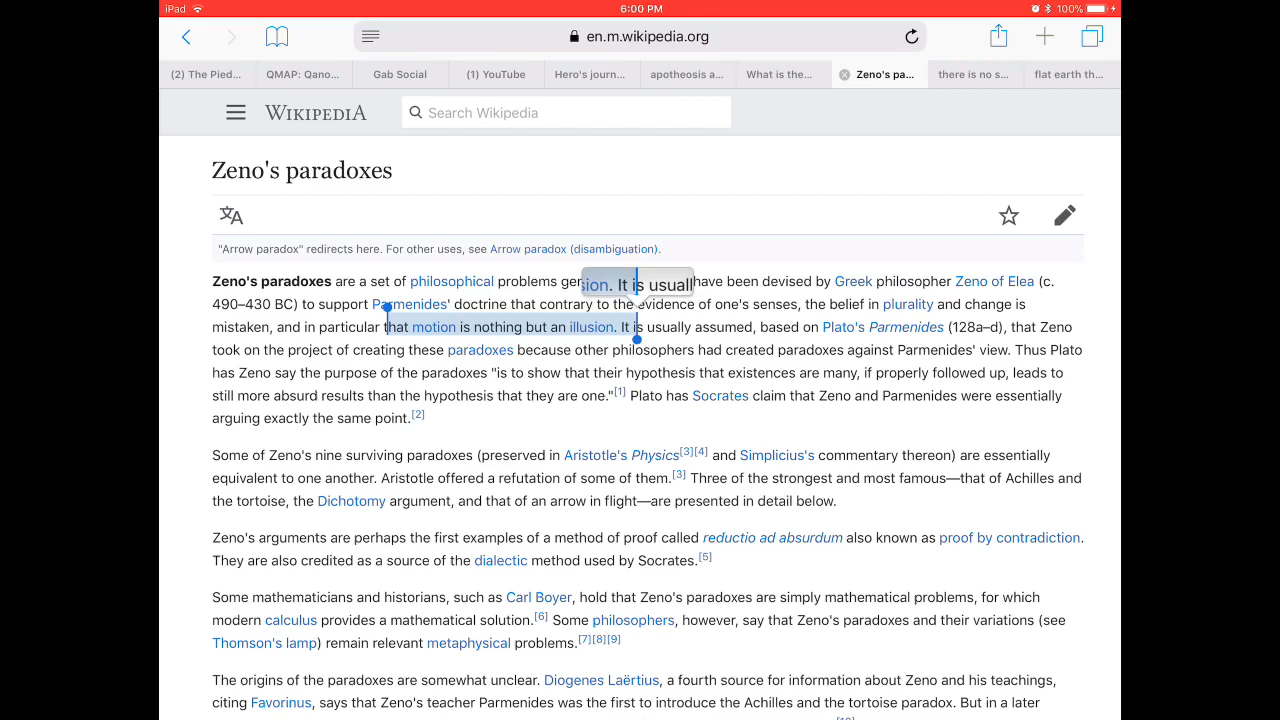 iPad 6:00 PM 100%
en.m.wikipedia.org
(2) The Pied... QMAP: Qano... Gab Social (1) YouTube Hero's journ... apotheosis a... What is the... Zeno's pa... there is no s... flat earth th...
WIKIPEDIA Search Wikipedia
Zeno's paradoxes
"Arrow paradox" redirects here. For other uses, see Arrow paradox (disambiguation).
sion. It is usuall
Zeno's paradoxes are a set of philosophical problems gen have been devised by Greek philosopher Zeno of Elea (c.
490–430 BC) to support Parmenides' doctrine that contrary to the evidence of one's senses, the belief in plurality and change is
mistaken, and in particular that motion is nothing but an illusion. It is usually assumed, based on Plato's Parmenides (128a–d), that Zeno
took on the project of creating these paradoxes because other philosophers had created paradoxes against Parmenides' view. Thus Plato
has Zeno say the purpose of the paradoxes "is to show that their hypothesis that existences are many, if properly followed up, leads to
still more absurd results than the hypothesis that they are one."[1] Plato has Socrates claim that Zeno and Parmenides were essentially
arguing exactly the same point.[2]
Some of Zeno's nine surviving paradoxes (preserved in Aristotle's Physics[3][4] and Simplicius's commentary thereon) are essentially
equivalent to one another. Aristotle offered a refutation of some of them.[3] Three of the strongest and most famous—that of Achilles and
the tortoise, the Dichotomy argument, and that of an arrow in flight—are presented in detail below.
Zeno's arguments are perhaps the first examples of a method of proof called reductio ad absurdum also known as proof by contradiction.
They are also credited as a source of the dialectic method used by Socrates.[5]
Some mathematicians and historians, such as Carl Boyer, hold that Zeno's paradoxes are simply mathematical problems, for which
modern calculus provides a mathematical solution.[6] Some philosophers, however, say that Zeno's paradoxes and their variations (see
Thomson's lamp) remain relevant metaphysical problems.[7][8][9]
The origins of the paradoxes are somewhat unclear. Diogenes Laërtius, a fourth source for information about Zeno and his teachings,
citing Favorinus, says that Zeno's teacher Parmenides was the first to introduce the Achilles and the tortoise paradox. But in a later